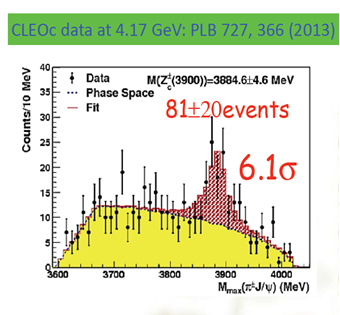 CLEOc data at 4.17 GeV: PLB 727, 366 (2013)
Counts/10 MeV
40
35
30
25
20
15
10
5
0
Data
Phase Space
Fit
M(Z_c^±(3900))=3884.6±4.6 MeV
81±20events
6.1σ
3600 3700 3800 3900 4000
M_max(π^±J/ψ) (MeV)